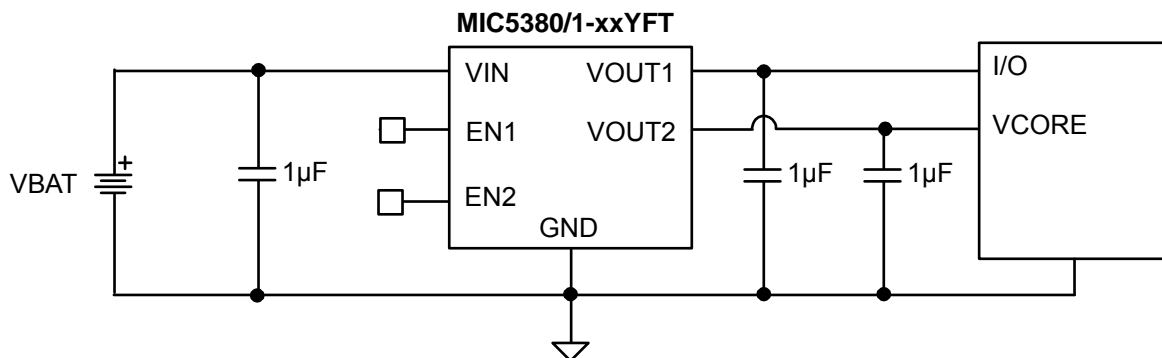 MIC5380/1-xxYFT
VIN
VOUT1
I/O
EN1
VOUT2
VCORE
+
VBAT
1µF
1µF
1µF
EN2
GND